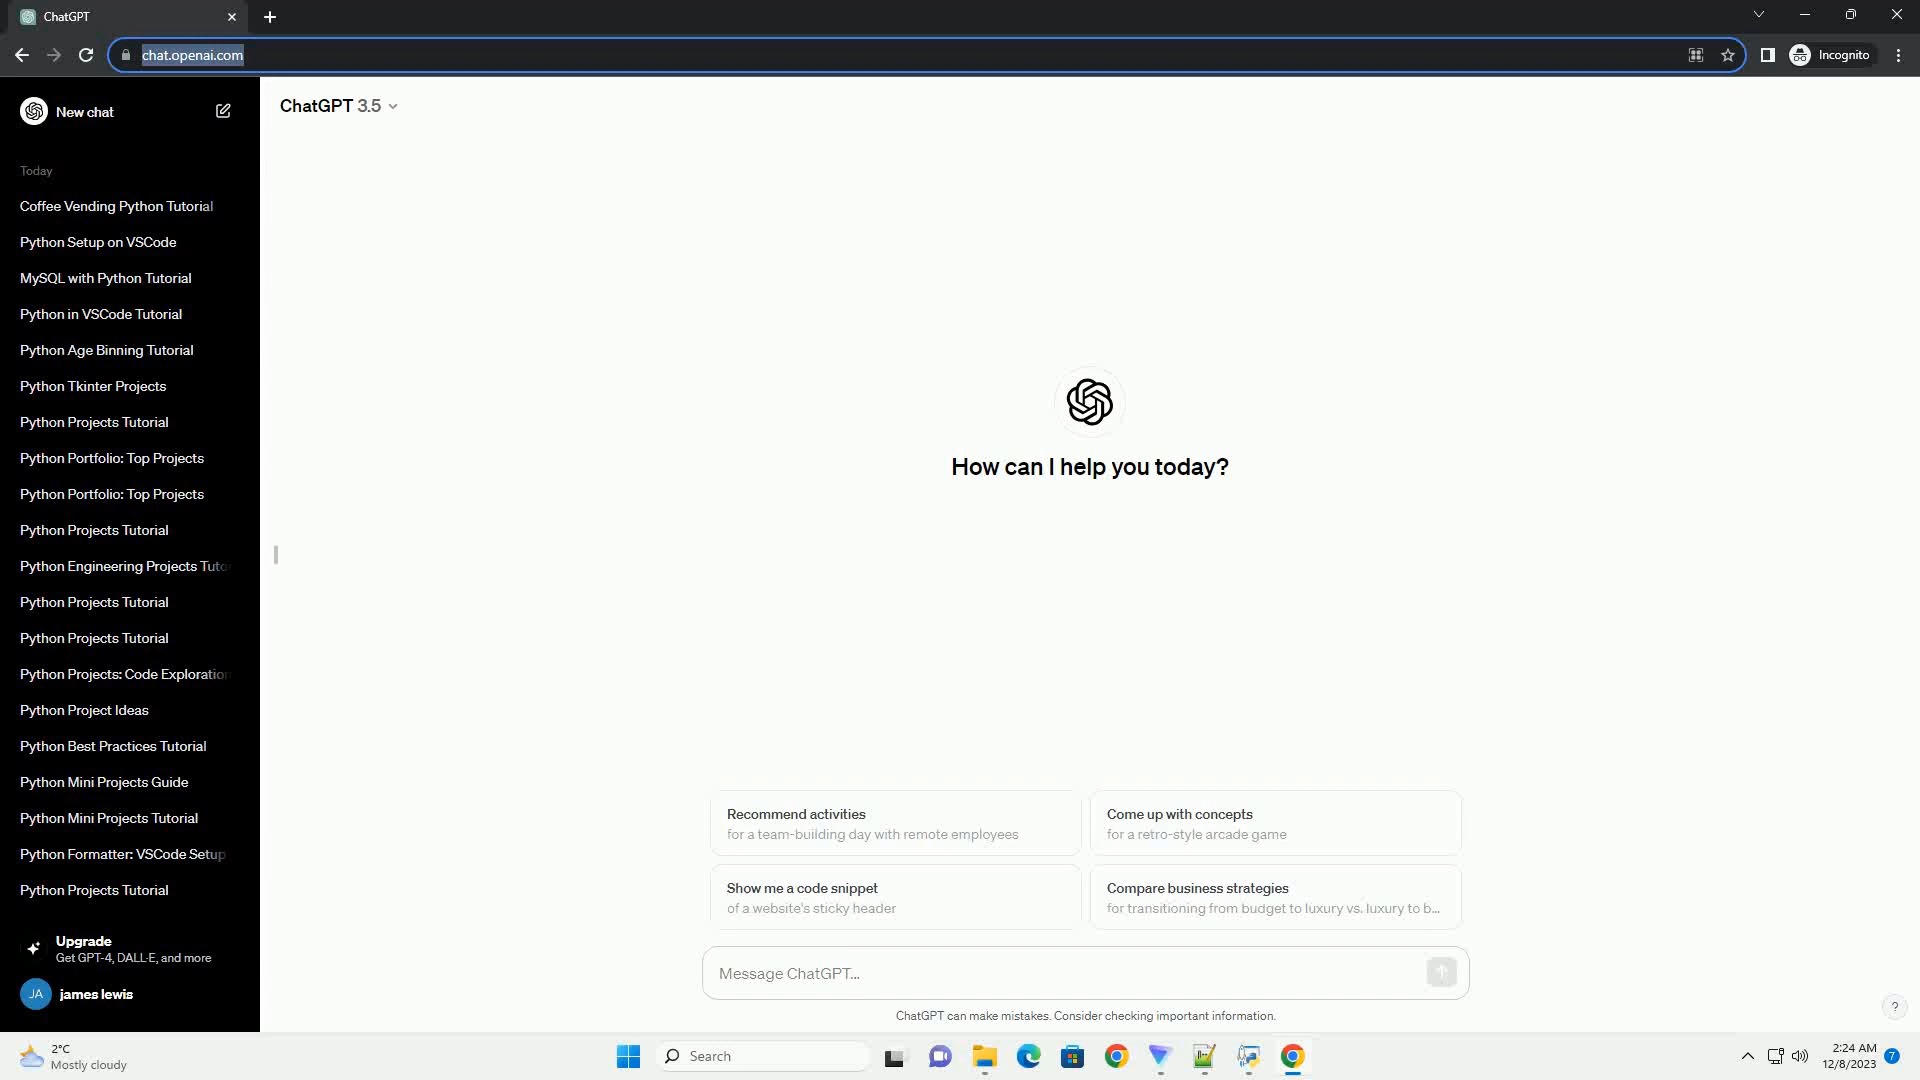 ChatGPT
chat.openai.com
Incognito
New chat
ChatGPT 3.5
Today
Coffee Vending Python Tutorial
Python Setup on VSCode
MySQL with Python Tutorial
Python in VSCode Tutorial
Python Age Binning Tutorial
Python Tkinter Projects
Python Projects Tutorial
Python Portfolio: Top Projects
Python Portfolio: Top Projects
Python Projects Tutorial
Python Engineering Projects Tuto
Python Projects Tutorial
Python Projects Tutorial
Python Projects: Code Exploration
Python Project Ideas
Python Best Practices Tutorial
Python Mini Projects Guide
Python Mini Projects Tutorial
Python Formatter: VSCode Setup
Python Projects Tutorial
Upgrade
Get GPT-4, DALL·E, and more
JA james lewis
How can I help you today?
Recommend activities
for a team-building day with remote employees
Come up with concepts
for a retro-style arcade game
Show me a code snippet
of a website's sticky header
Compare business strategies
for transitioning from budget to luxury vs. luxury to b...
Message ChatGPT...
ChatGPT can make mistakes. Consider checking important information.
?
2°C
Mostly cloudy
Search
2:24 AM
12/8/2023
7